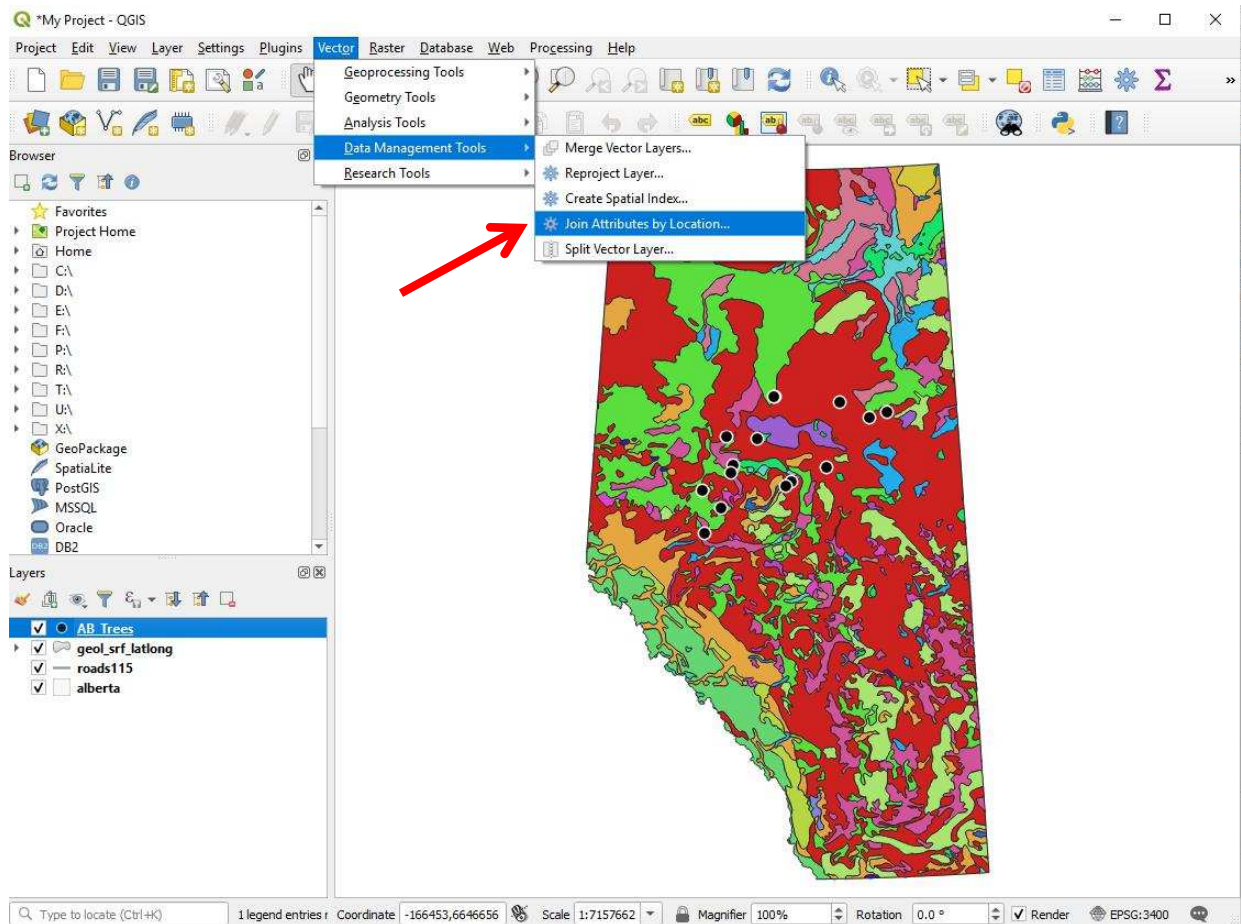 *My Project - QGIS
Project Edit View Layer Settings Plugins Vector Raster Database Web Processing Help
Geoprocessing Tools
Geometry Tools
Analysis Tools
Data Management Tools
Research Tools
Merge Vector Layers...
Reproject Layer...
Create Spatial Index...
Join Attributes by Location...
Split Vector Layer...
Browser
Favorites
Project Home
Home
C:\
D:\
E:\
F:\
P:\
R:\
T:\
U:\
X:\
GeoPackage
SpatiaLite
PostGIS
MSSQL
Oracle
DB2
Layers
AB_Trees
geol_srf_latlong
roads115
alberta
Type to locate (Ctrl+K) 1 legend entries r Coordinate -166453,6646656 Scale 1:7157662 Magnifier 100% Rotation 0.0 ° Render EPSG:3400